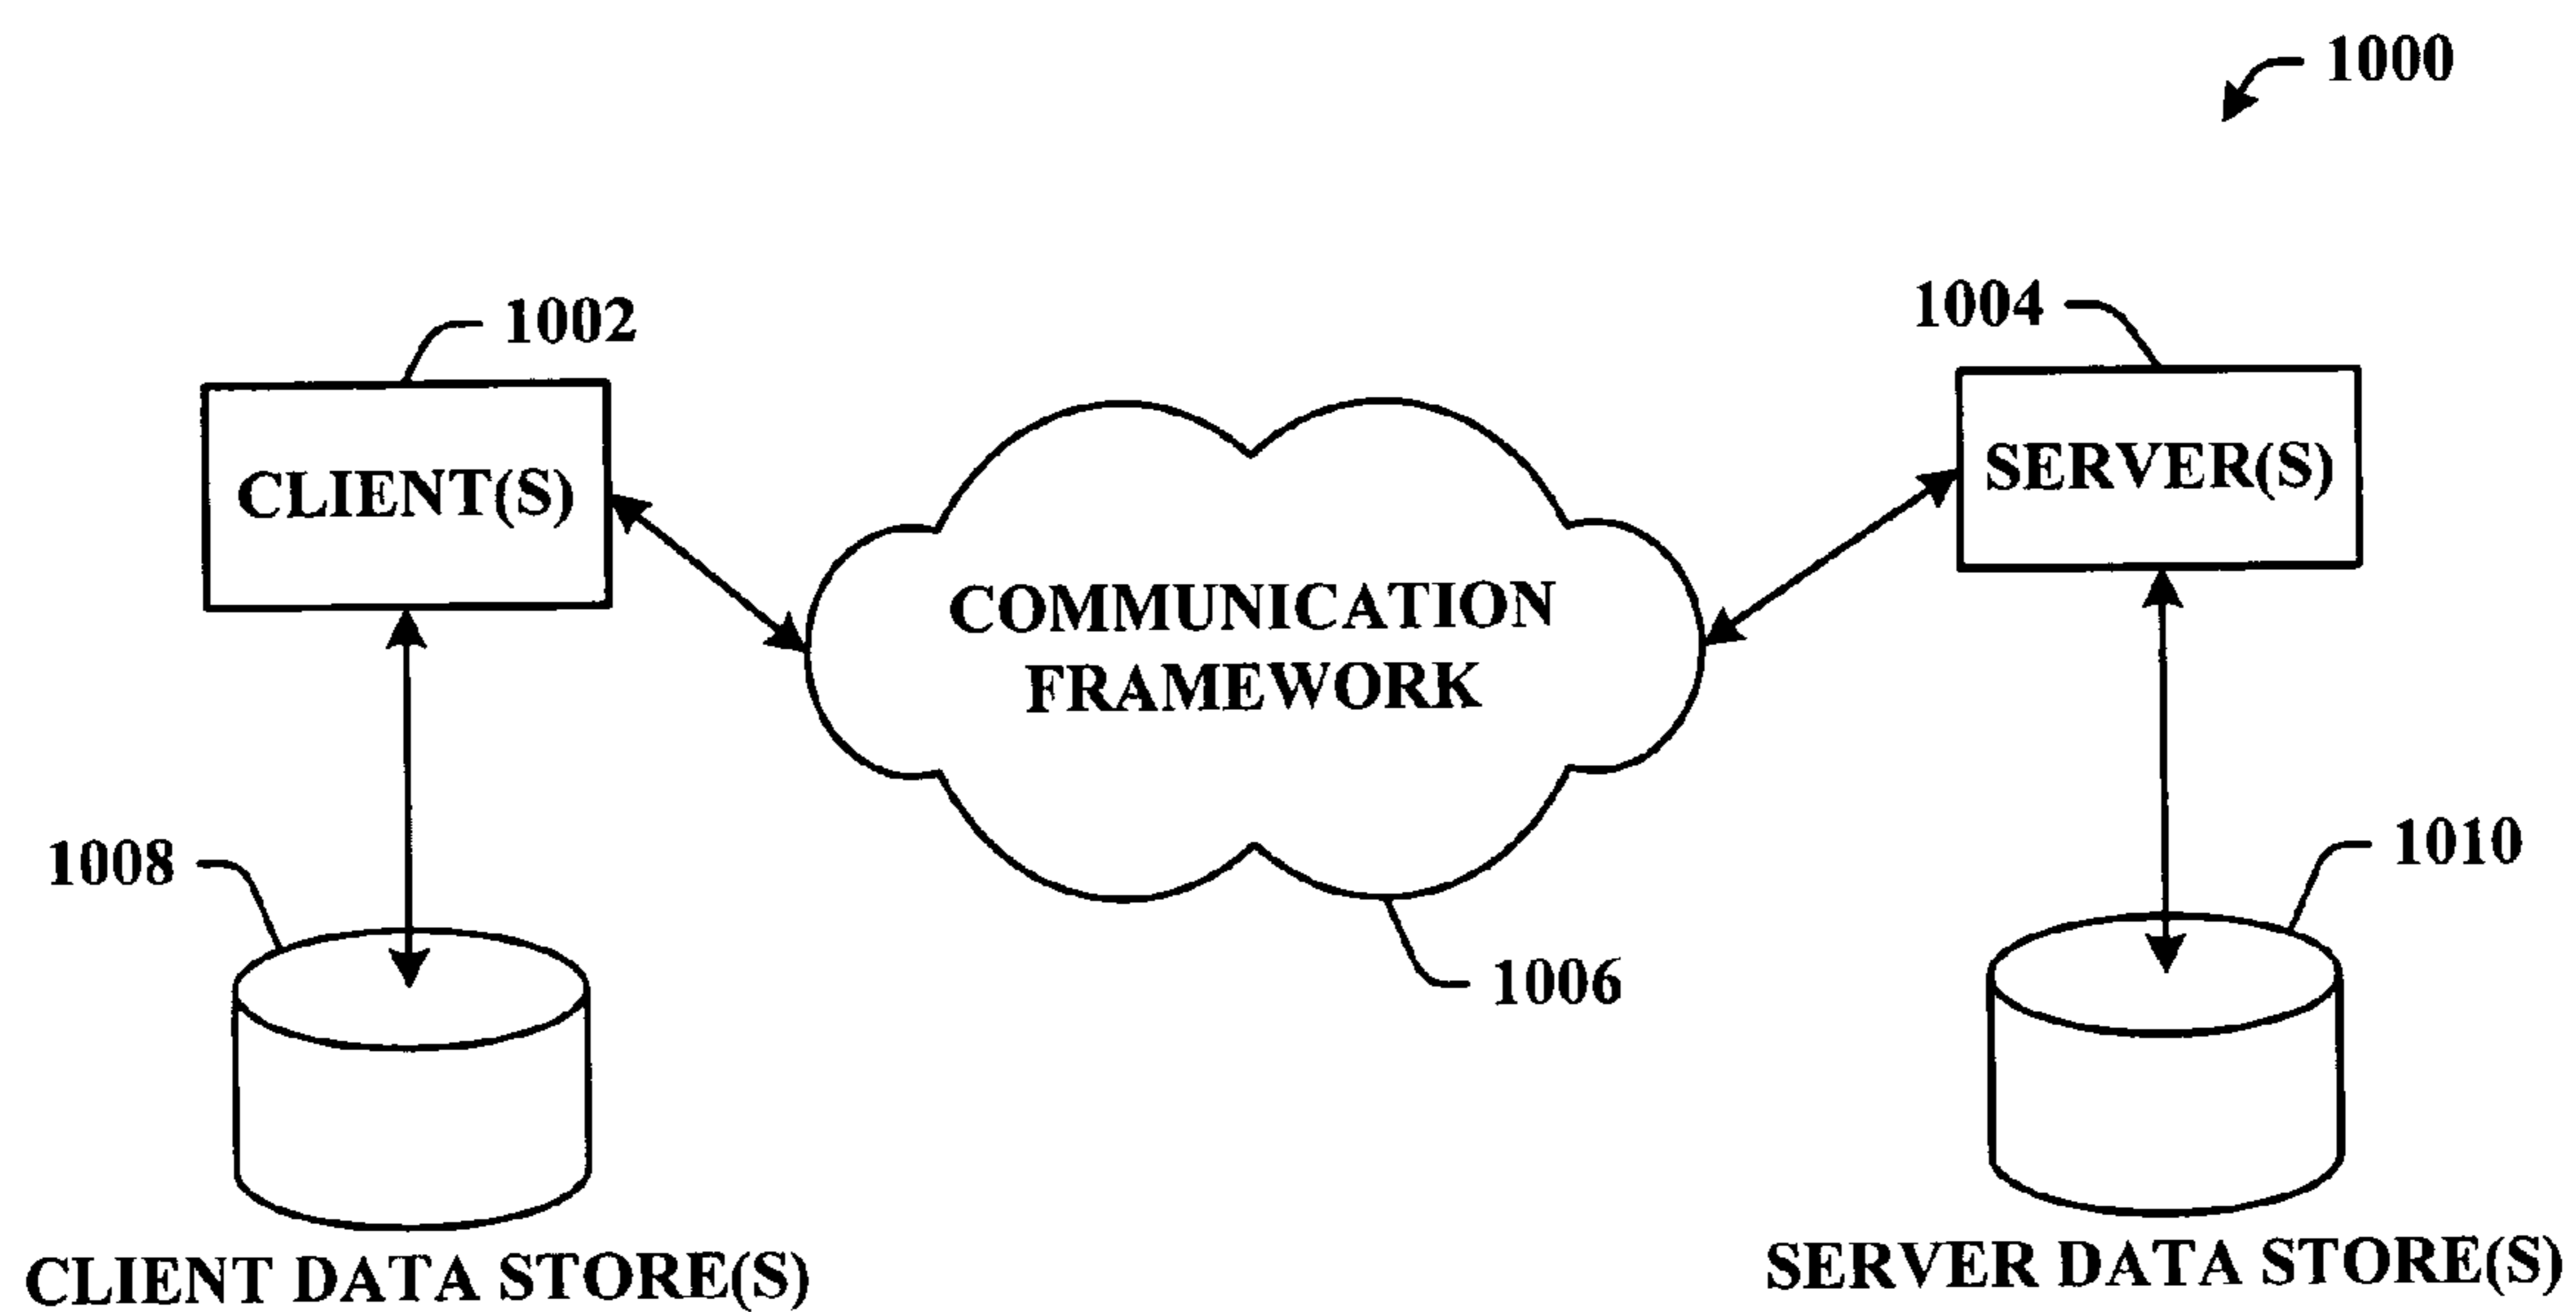 1000
1002
1004
CLIENT(S)
SERVER(S)
COMMUNICATION
FRAMEWORK
1008
1010
1006
CLIENT DATA STORE(S)
SERVER DATA STORE(S)